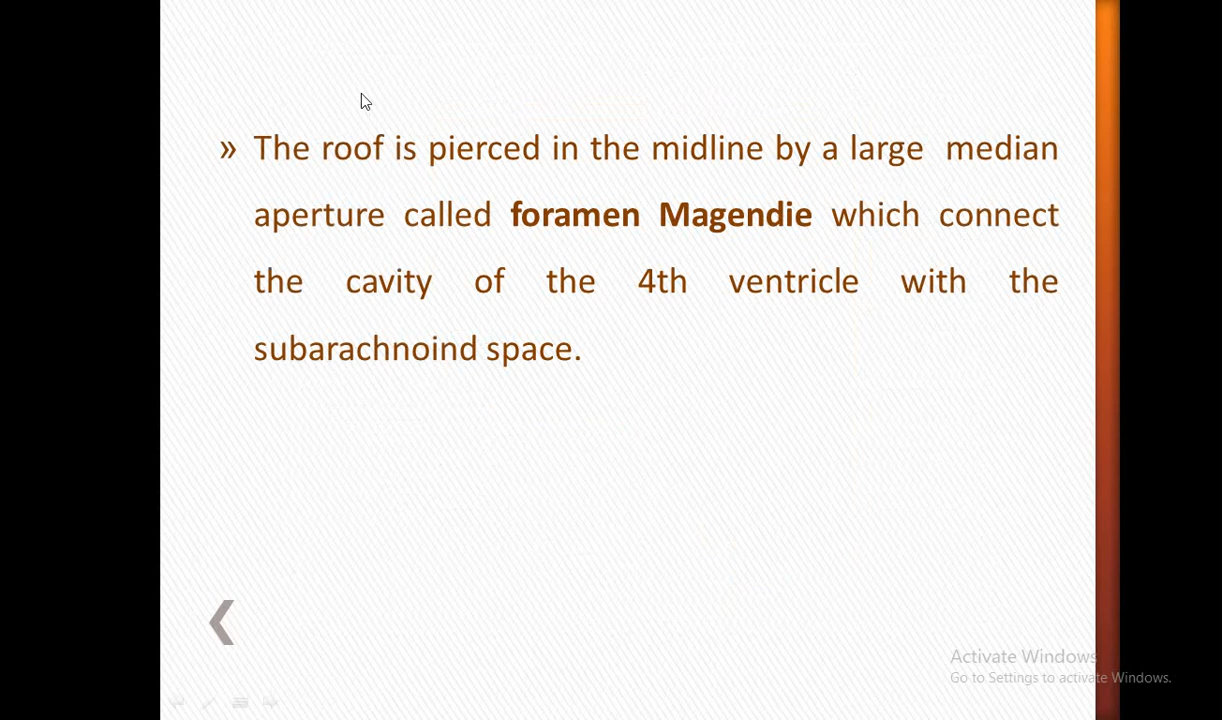 » The roof is pierced in the midline by a large median
aperture called foramen Magendie which connect
the cavity of the 4th ventricle with the
subarachnoind space.
Activate Windows
Go to Settings to activate Windows.